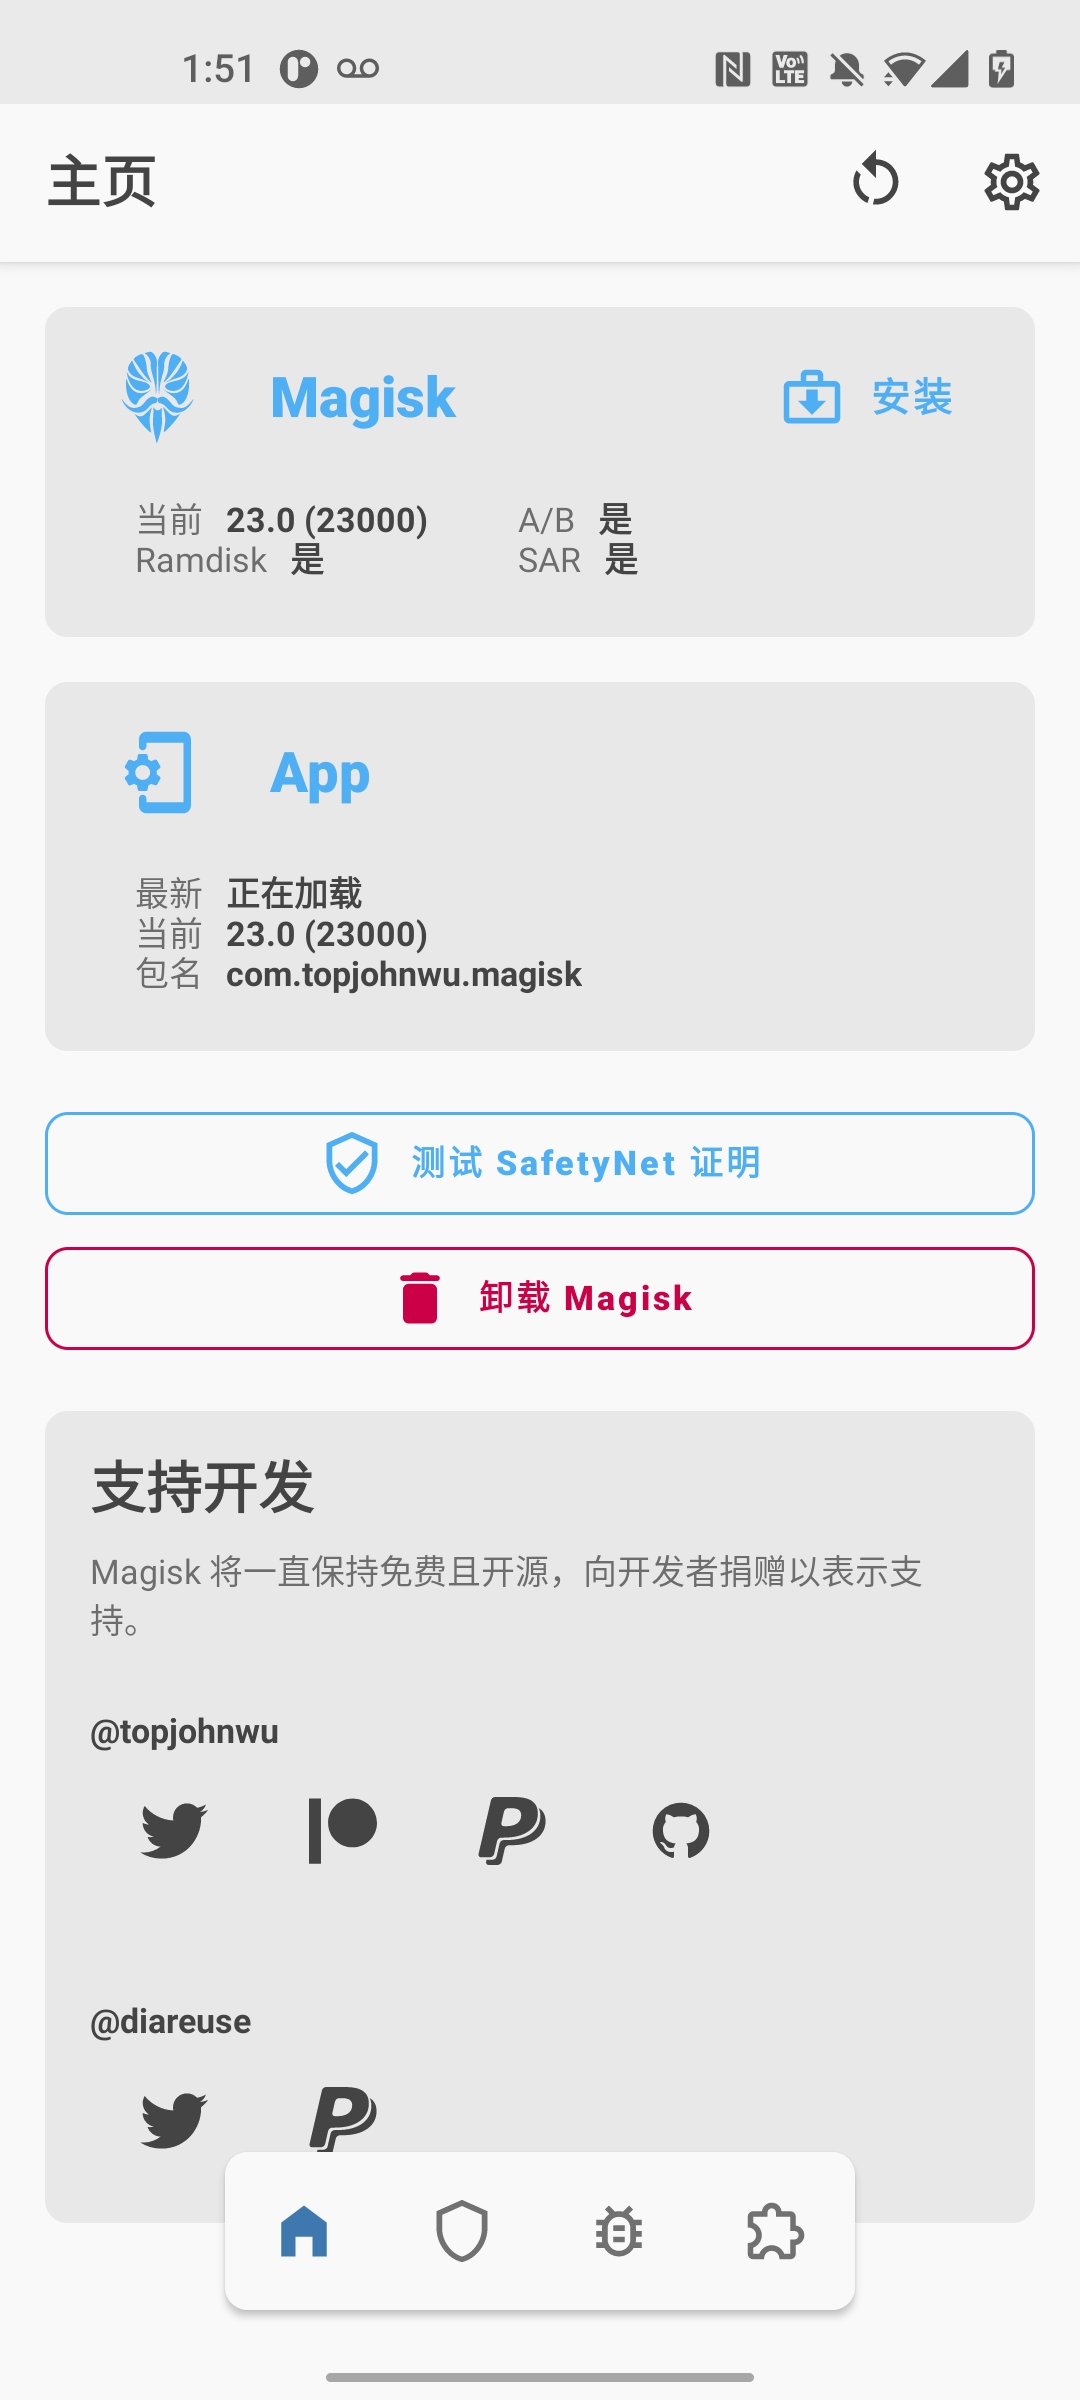 1:51
Vo LTE
主页
Magisk
安装
当前 23.0 (23000) A/B 是
Ramdisk 是 SAR 是
App
最新 正在加载
当前 23.0 (23000)
包名 com.topjohnwu.magisk
测试 SafetyNet 证明
卸载 Magisk
支持开发
Magisk 将一直保持免费且开源，向开发者捐赠以表示支
持。
@topjohnwu
@diareuse